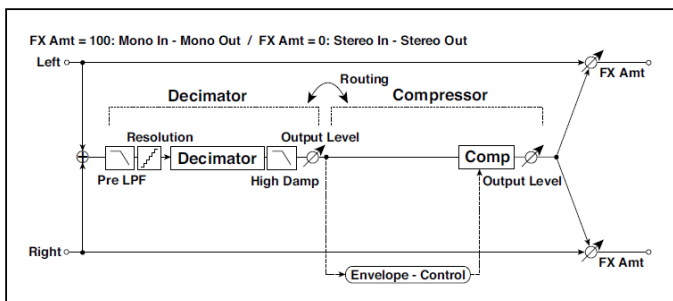 FX Amt = 100: Mono In - Mono Out / FX Amt = 0: Stereo In - Stereo Out
Left
FX Amt
Routing
Decimator
Compressor
Resolution
Output Level
Decimator
Comp
Pre LPF
High Damp
Output Level
Right
FX Amt
Envelope - Control